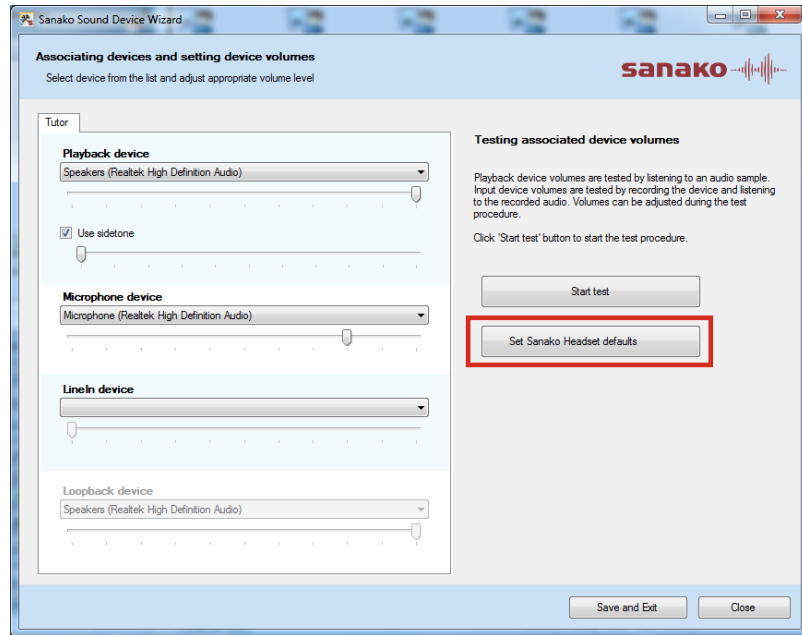 Sanako Sound Device Wizard
Associating devices and setting device volumes
Select device from the list and adjust appropriate volume level
sanako
Tutor
Playback device
Speakers (Realtek High Definition Audio)
Use sidetone
Microphone device
Microphone (Realtek High Definition Audio)
LineIn device
Loopback device
Speakers (Realtek High Definition Audio)
Testing associated device volumes
Playback device volumes are tested by listening to an audio sample.
Input device volumes are tested by recording the device and listening
to the recorded audio. Volumes can be adjusted during the test
procedure.
Click 'Start test' button to start the test procedure.
Start test
Set Sanako Headset defaults
Save and Exit
Close